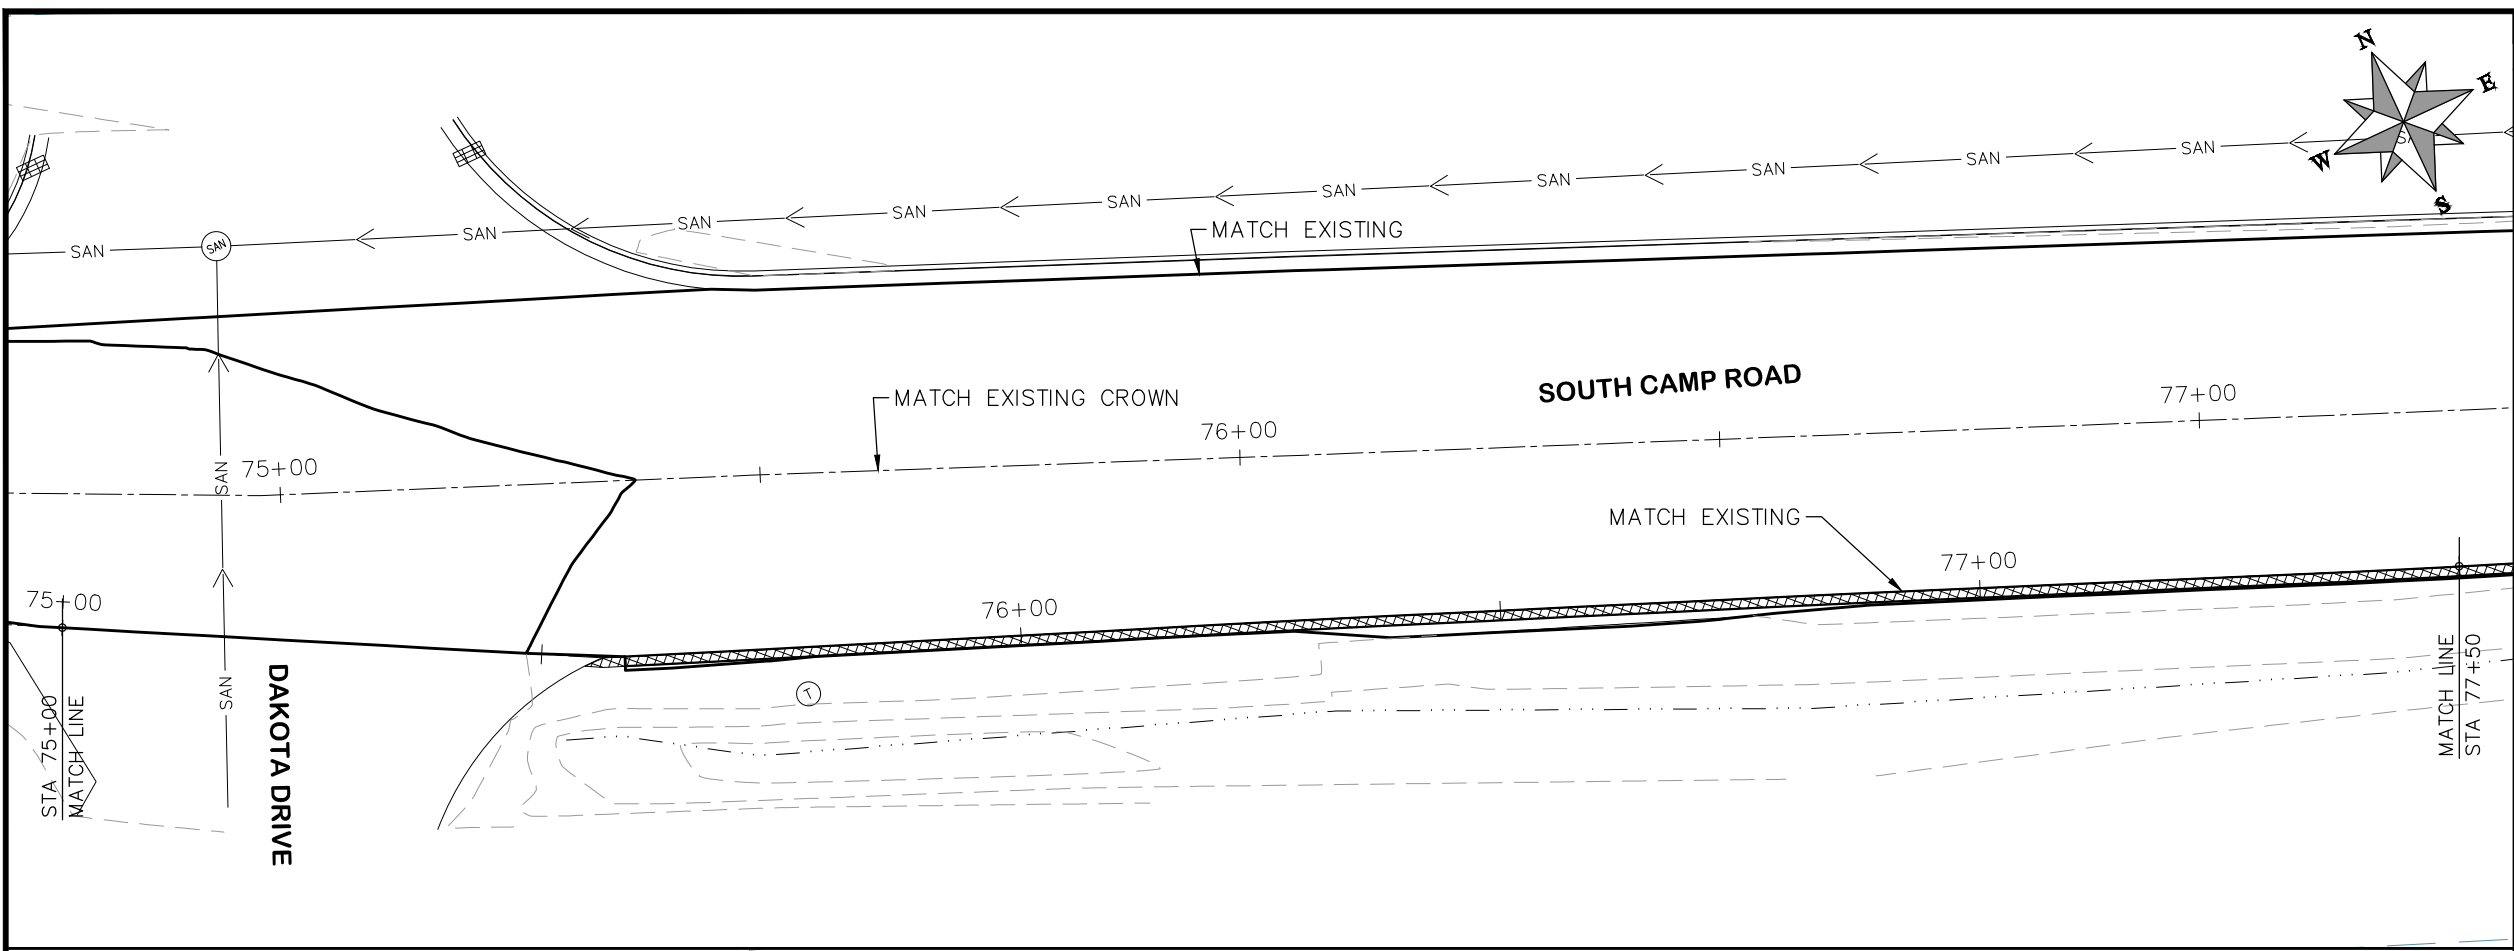 N
E
W
S
SAN
SAN
SAN
SAN
SAN
SAN
SAN
SAN
SAN
SAN
SAN
SAN
MATCH EXISTING
SOUTH CAMP ROAD
MATCH EXISTING CROWN
77+00
76+00
75+00
SAN
MATCH EXISTING
77+00
76+00
75+00
SAN
T
DAKOTA DRIVE
STA 75+00
MATCH LINE
MATCH LINE
STA 77+50